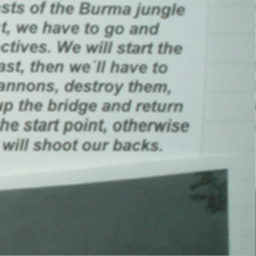 sts of the Burma jungle
t, we have to go and
ctives. We will start the
ast, then we´ll have to
annons, destroy them,
up the bridge and return
he start point, otherwise
will shoot our backs.